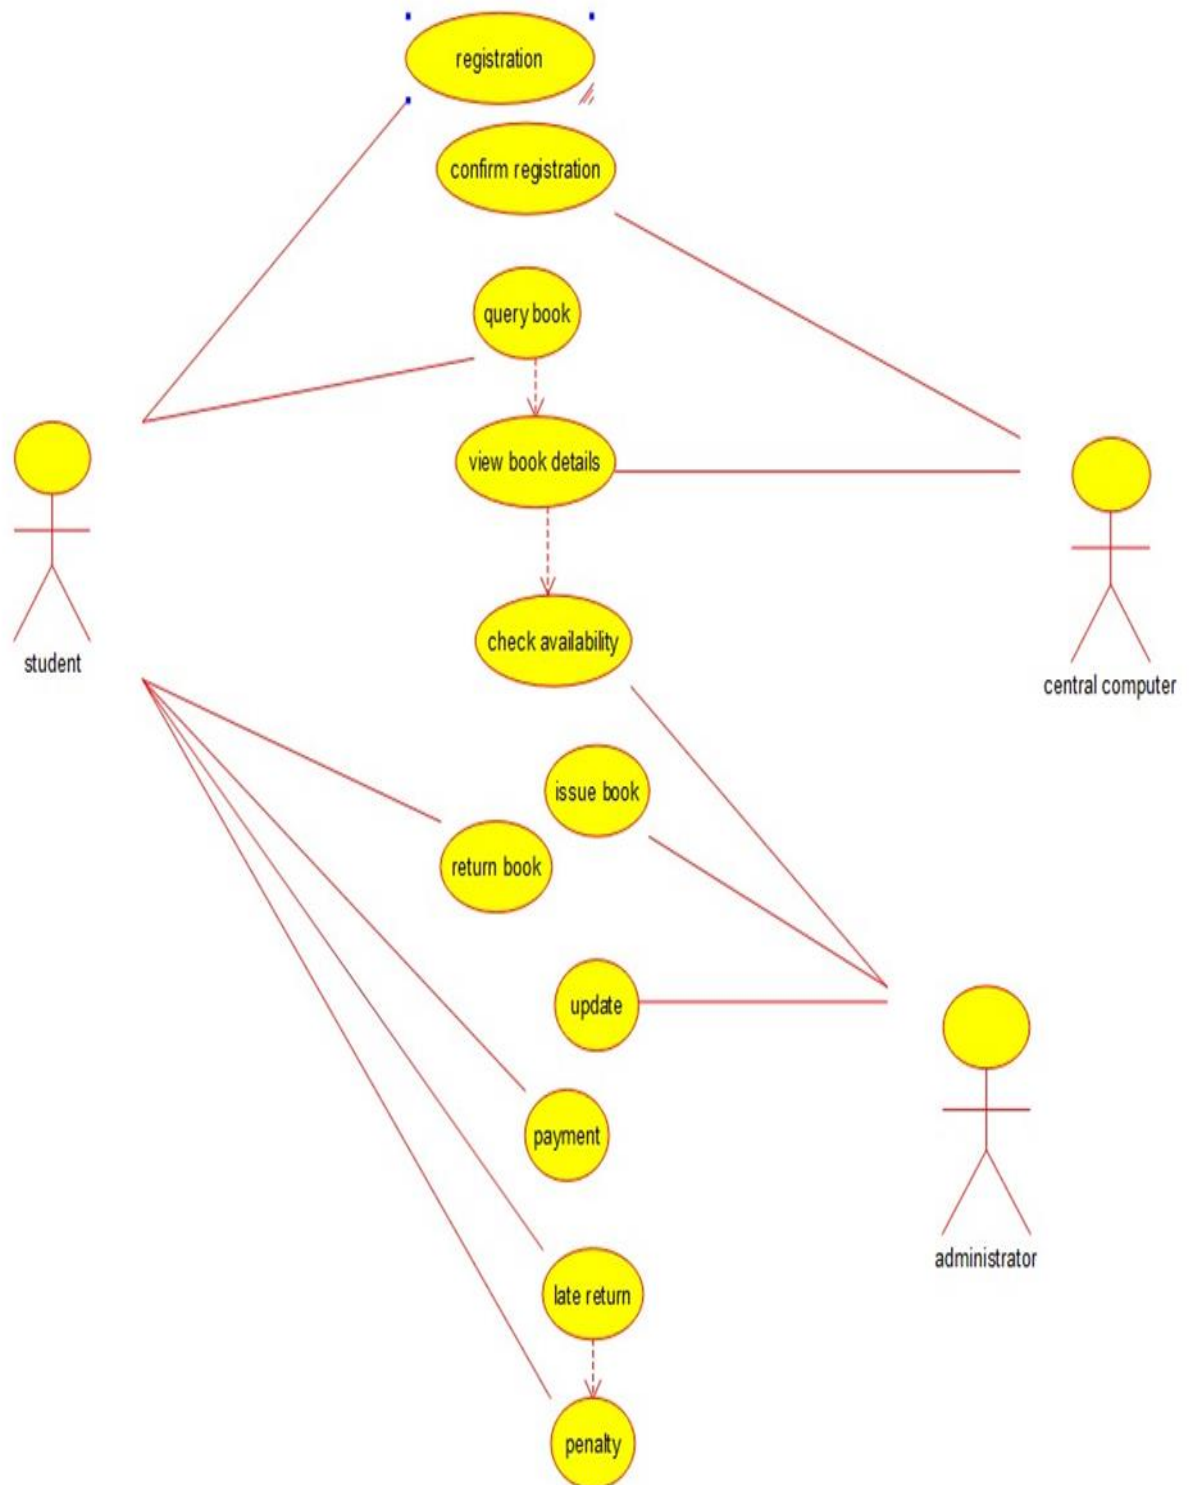 registration
confirm registration
query book
view book details
check availability
student
central computer
issue book
return book
update
payment
administrator
late return
penalty